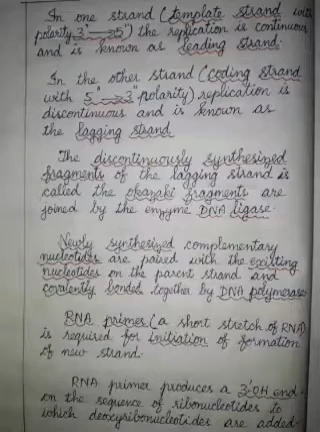 In one strand (template strand with
polarity 3' → 5') the replication is continuous
and is known as leading strand.
In the other strand (coding strand
with 5' → 3' polarity) replication is
discontinuous and is known as
the lagging strand
The discontinuously synthesized
fragments of the lagging strand is
called the okazaki fragments are
joined by the enzyme DNA ligase.
Newly synthesized complementary
nucleotides are paired with the existing
nucleotides on the parent strand and
covalently bonded together by DNA polymerase
RNA primer (a short stretch of RNA)
is required for initiation of formation
of new strand.
RNA primer produces a 3'-OH end
on the sequence of ribonucleotides to
which deoxyribonucleotides are added